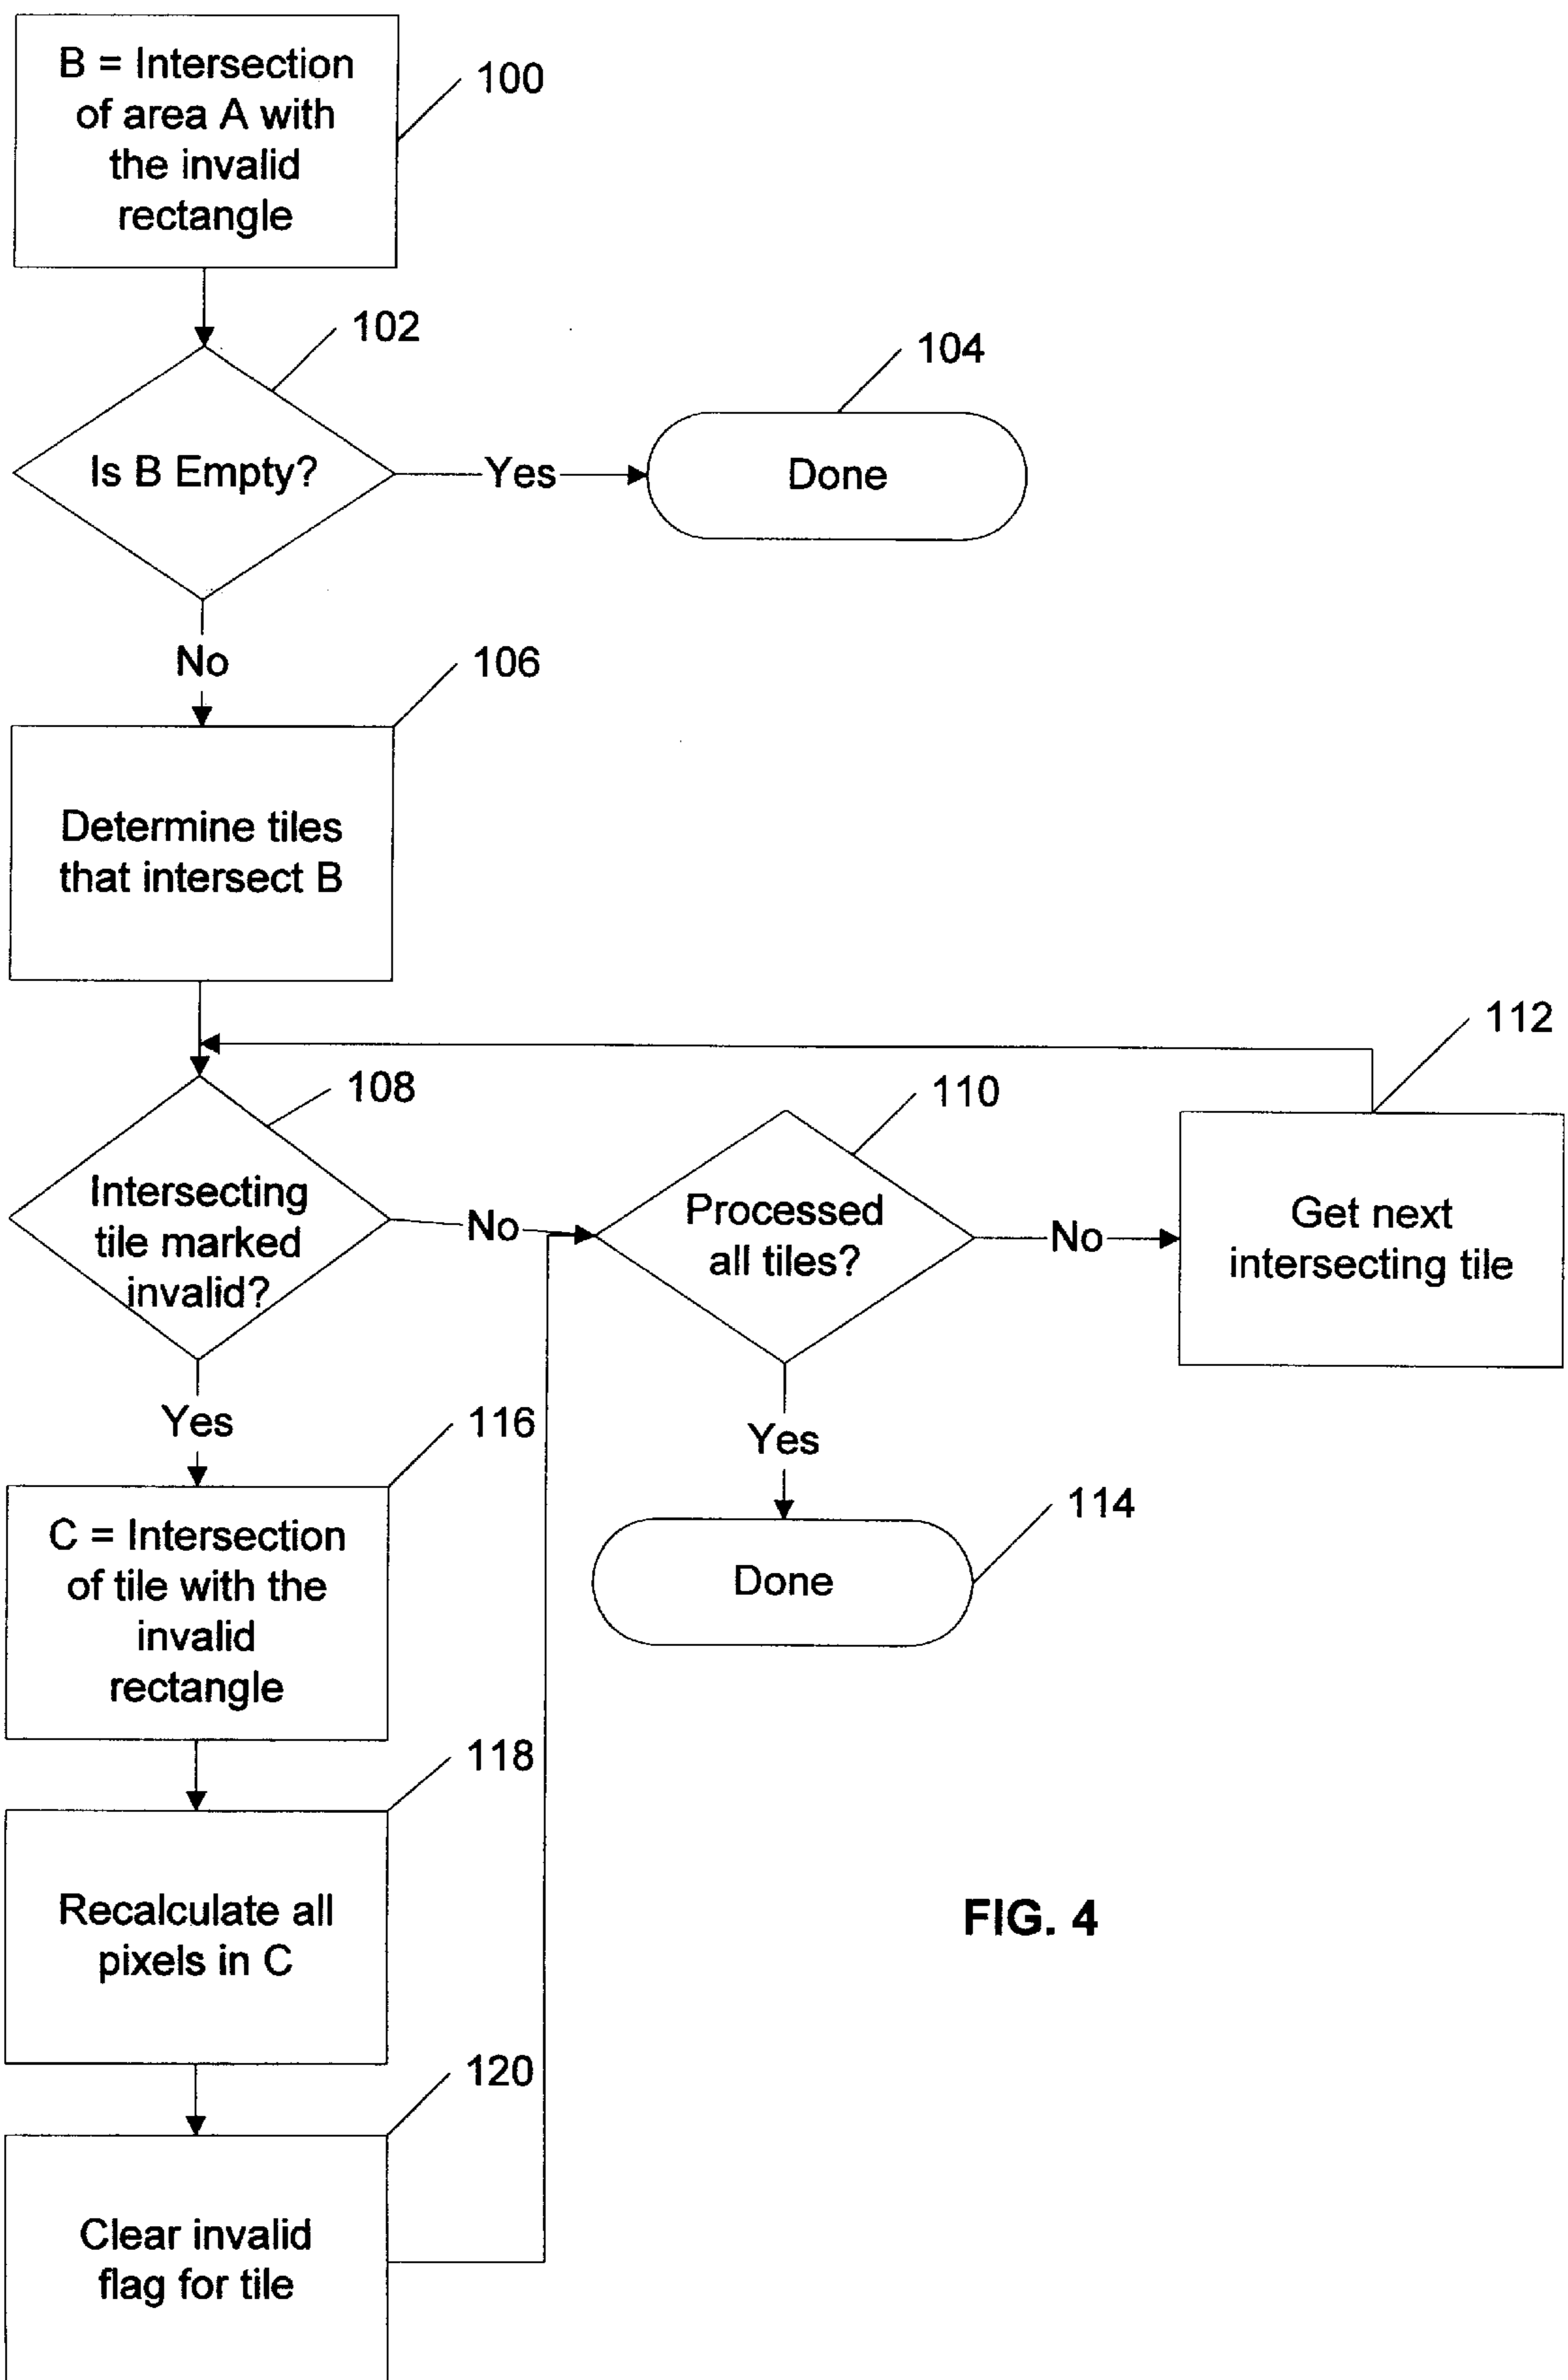 B = Intersection
of area A with
the invalid
rectangle
100
102
Is B Empty?
Yes
104
Done
No
106
Determine tiles
that intersect B
112
108
110
Intersecting
tile marked
invalid?
No
Processed
all tiles?
No
Get next
intersecting tile
Yes
116
Yes
114
C = Intersection
of tile with the
invalid
rectangle
Done
118
Recalculate all
pixels in C
FIG. 4
120
Clear invalid
flag for tile